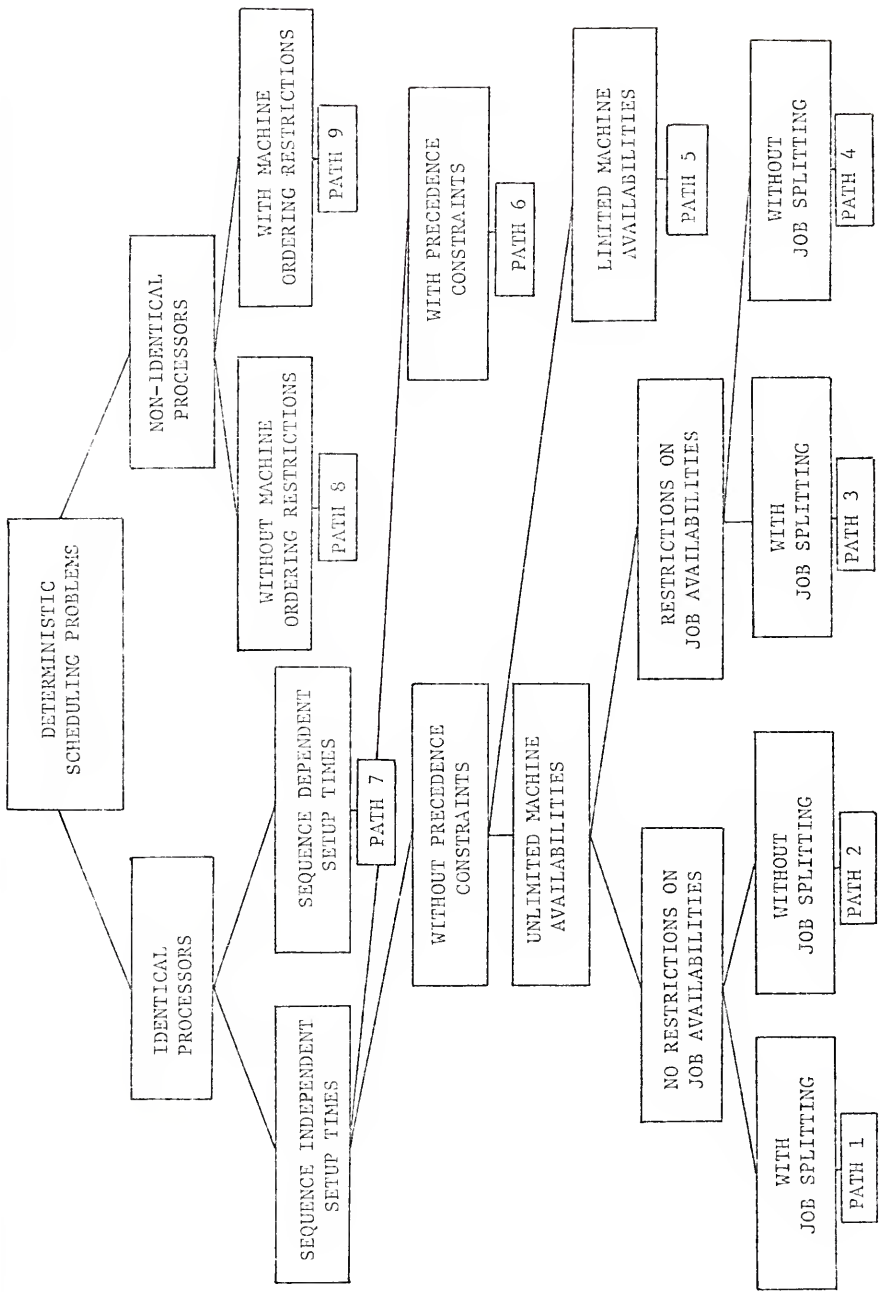 DETERMINISTIC
SCHEDULING PROBLEMS
IDENTICAL
PROCESSORS
NON-IDENTICAL
PROCESSORS
SEQUENCE INDEPENDENT
SETUP TIMES
SEQUENCE DEPENDENT
SETUP TIMES
PATH 7
WITHOUT MACHINE
ORDERING RESTRICTIONS
PATH 8
WITH MACHINE
ORDERING RESTRICTIONS
PATH 9
WITHOUT PRECEDENCE
CONSTRAINTS
WITH PRECEDENCE
CONSTRAINTS
PATH 6
UNLIMITED MACHINE
AVAILABILITIES
LIMITED MACHINE
AVAILABILITIES
PATH 5
NO RESTRICTIONS ON
JOB AVAILABILITIES
RESTRICTIONS ON
JOB AVAILABILITIES
WITH
JOB SPLITTING
PATH 1
WITHOUT
JOB SPLITTING
PATH 2
WITH
JOB SPLITTING
PATH 3
WITHOUT
JOB SPLITTING
PATH 4